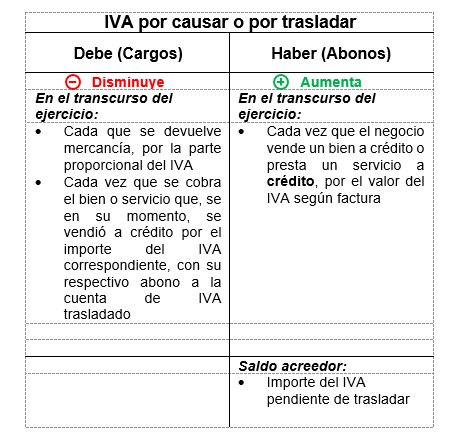 IVA por causar o por trasladar
Debe (Cargos)
Haber (Abonos)
Disminuye
Aumenta
En el transcurso del
ejercicio:
• Cada que se devuelve
mercancía, por la parte
proporcional del IVA
• Cada vez que se cobra
el bien o servicio que, se
en su momento, se
vendió a crédito por el
importe del IVA
correspondiente, con su
respectivo abono a la
cuenta de IVA
trasladado
En el transcurso del
ejercicio:
• Cada vez que el negocio
vende un bien a crédito o
presta un servicio a
crédito, por el valor del
IVA según factura
Saldo acreedor:
• Importe del IVA
pendiente de trasladar